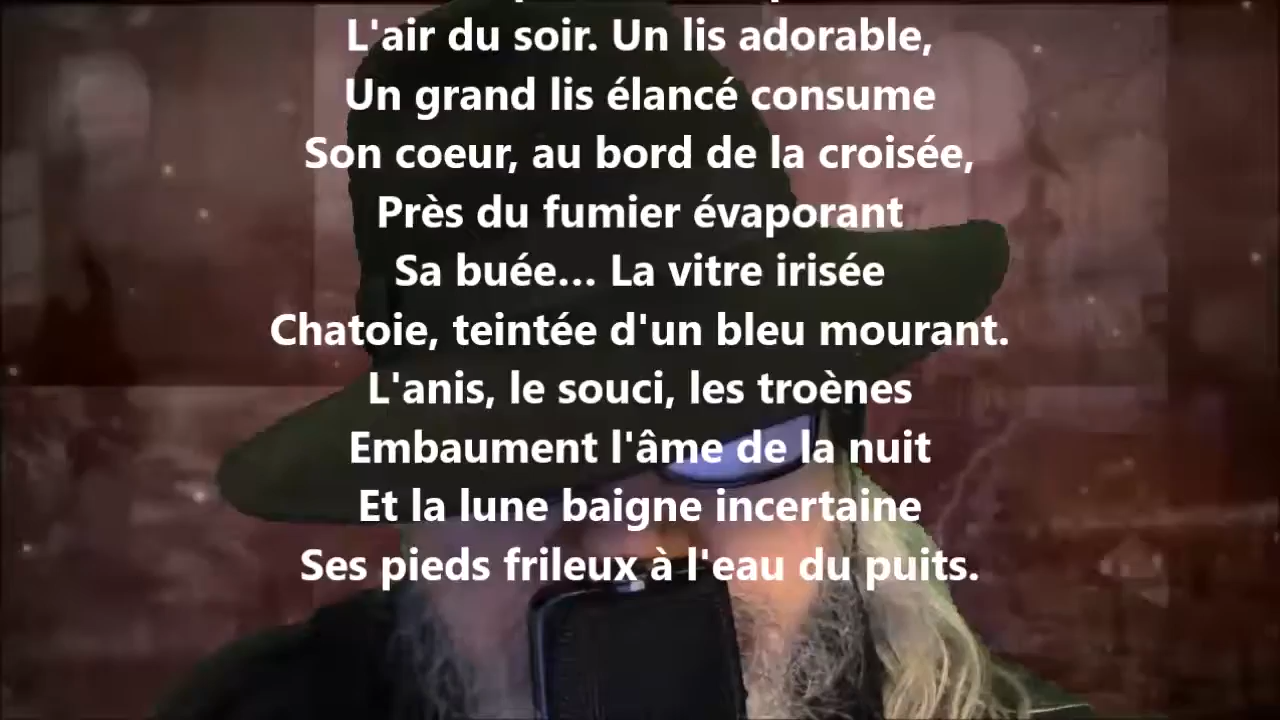 L'air du soir. Un lis adorable,
Un grand lis élancé consume
Son coeur, au bord de la croisée,
Près du fumier évaporant
Sa buée... La vitre irisée
Chatoie, teintée d'un bleu mourant.
L'anis, le souci, les troènes
Embaument l'âme de la nuit
Et la lune baigne incertaine
Ses pieds frileux à l'eau du puits.